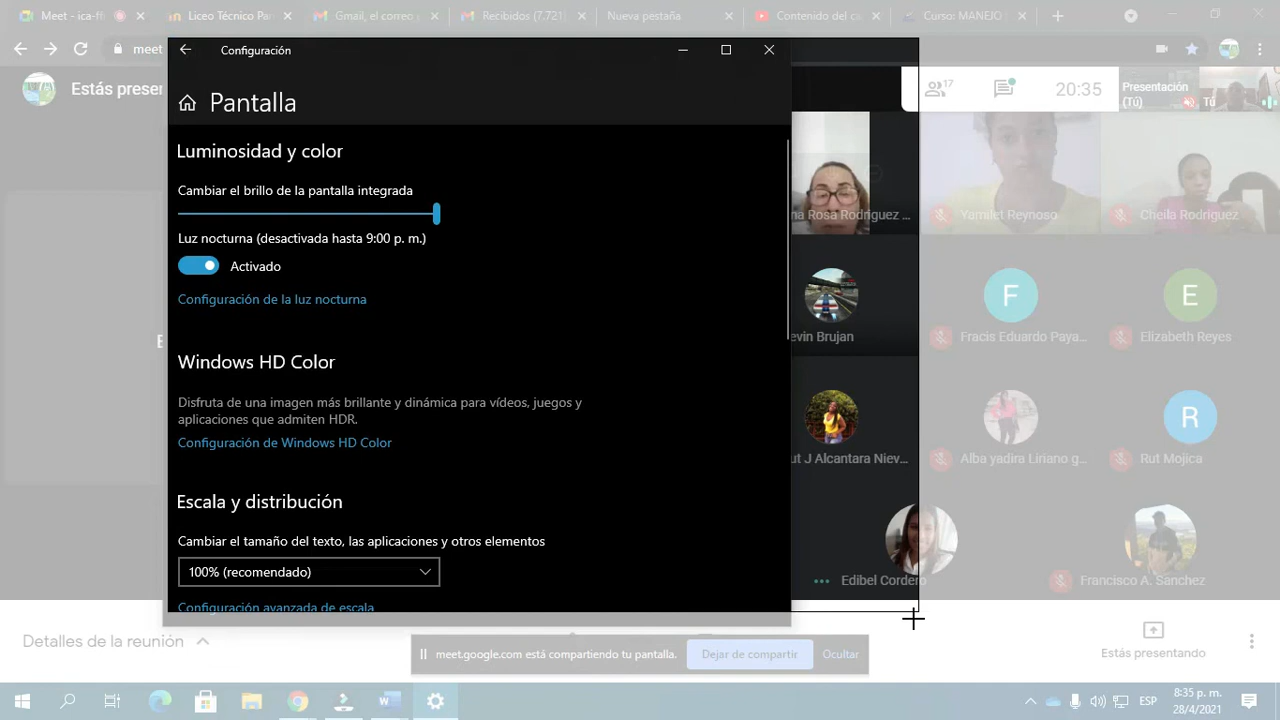 Meet - ica-ffi
Liceo Técnico Pan
Gmail, el correo
Recibidas (7.721)
Nueva pestaña
Contenido del ca
Curso: MANEJO
meet
Configuración
Estás presen
17
20:35
Presentación
(Tú)
Tú
Pantalla
Luminosidad y color
Cambiar el brillo de la pantalla integrada
na Rosa Rodriguez ...
Yamilet Reynoso
Cheila Rodriguez
Luz nocturna (desactivada hasta 9:00 p. m.)
Activado
Configuración de la luz nocturna
F
E
evin Brujan
Fracis Eduardo Paya...
Elizabeth Reyes
E
Windows HD Color
Disfruta de una imagen más brillante y dinámica para vídeos, juegos y
aplicaciones que admiten HDR.
Configuración de Windows HD Color
R
ut J Alcantara Niev...
Alba yadira Liriano g...
Rut Mojica
Escala y distribución
Cambiar el tamaño del texto, las aplicaciones y otros elementos
100% (recomendado)
Edibel Cordero
Francisco A. Sanchez
Configuración avanzada de escala
Detalles de la reunión
meet.google.com está compartiendo tu pantalla.
Dejar de compartir
Ocultar
Estás presentando
ESP
8:35 p. m.
28/4/2021